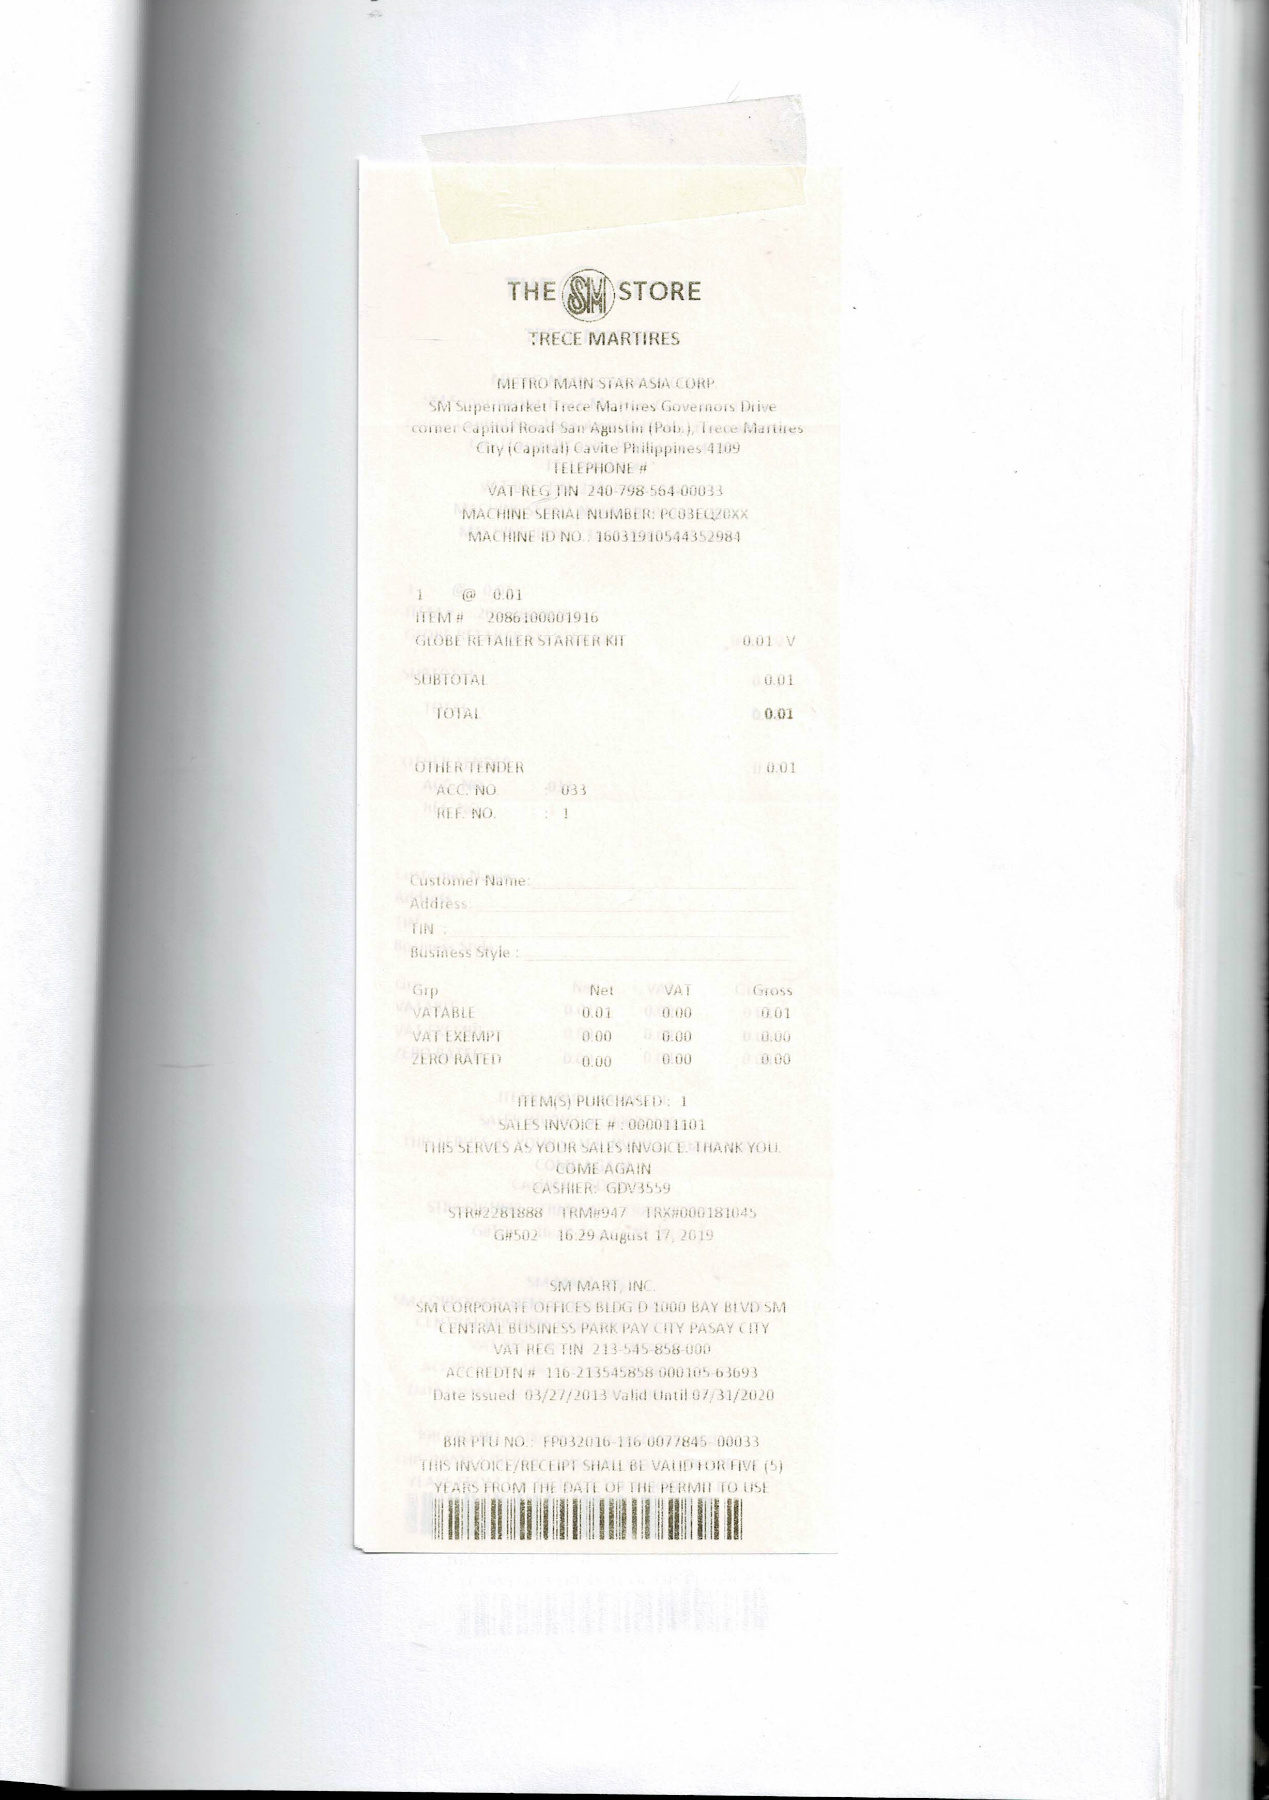 THE SM STORE
TRECE MARTIRES
METRO MAIN STAR ASIA CORP
SM Supermarket Trece Martires Governors Drive
corner Capitol Road San Agustin (Pob.), Trece Martires
City (Capital) Cavite Philippines 4109
TELEPHONE #
VAT REG TIN 240-798-564-00033
MACHINE SERIAL NUMBER: PC03EQ20XX
MACHINE ID NO.: 16031910544352984
1 @ 0.01
ITEM # 2086100001916
GLOBE RETAILER STARTER KIT 0.01 V
SUBTOTAL 0.01
TOTAL 0.01
OTHER TENDER 0.01
ACC. NO. : 033
REF. NO. : 1
Customer Name:
Address
TIN :
Business Style :
Grp Net VAT Gross
VATABLE 0.01 0.00 0.01
VAT EXEMPT 0.00 0.00 0.00
ZERO RATED 0.00 0.00 0.00
ITEM(S) PURCHASED : 1
SALES INVOICE # : 000011101
THIS SERVES AS YOUR SALES INVOICE. THANK YOU.
COME AGAIN
CASHIER: GDV3559
STR#2281888 TRM#947 TRX#000181045
G#502 16:29 August 17, 2019
SM MART, INC.
SM CORPORATE OFFICES BLDG D 1000 BAY BLVD SM
CENTRAL BUSINESS PARK PAY CITY PASAY CITY
VAT REG TIN 213-545-858-000
ACCREDTN # 116-213545858-000105-63693
Date Issued 03/27/2013 Valid Until 07/31/2020
BIR PTU NO.: FP032016-116-0077845-00033
THIS INVOICE/RECEIPT SHALL BE VALID FOR FIVE (5)
YEARS FROM THE DATE OF THE PERMIT TO USE